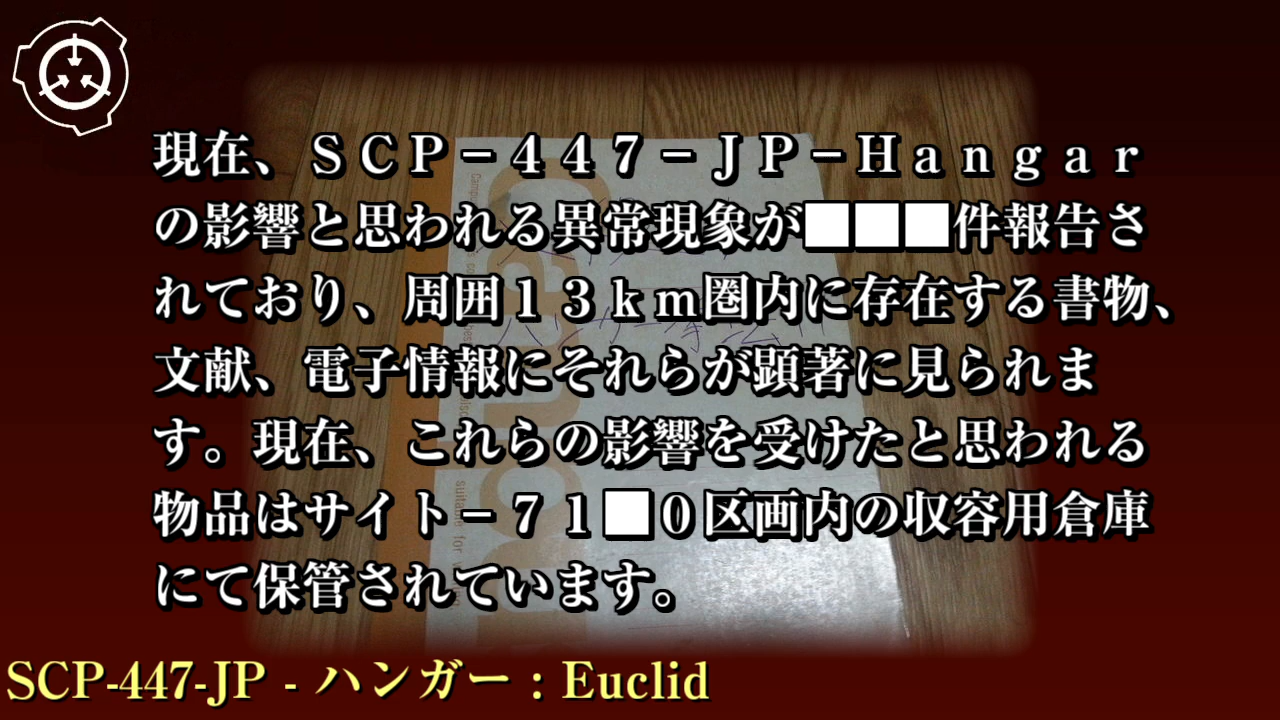 現在、ＳＣＰ－４４７－ＪＰ－Ｈａｎｇａｒ
の影響と思われる異常現象が■■■件報告さ
れており、周囲１３ｋｍ圏内に存在する書物、
文献、電子情報にそれらが顕著に見られま
す。現在、これらの影響を受けたと思われる
物品はサイト－７１■０区画内の収容用倉庫
にて保管されています。
SCP-447-JP - ハンガー : Euclid